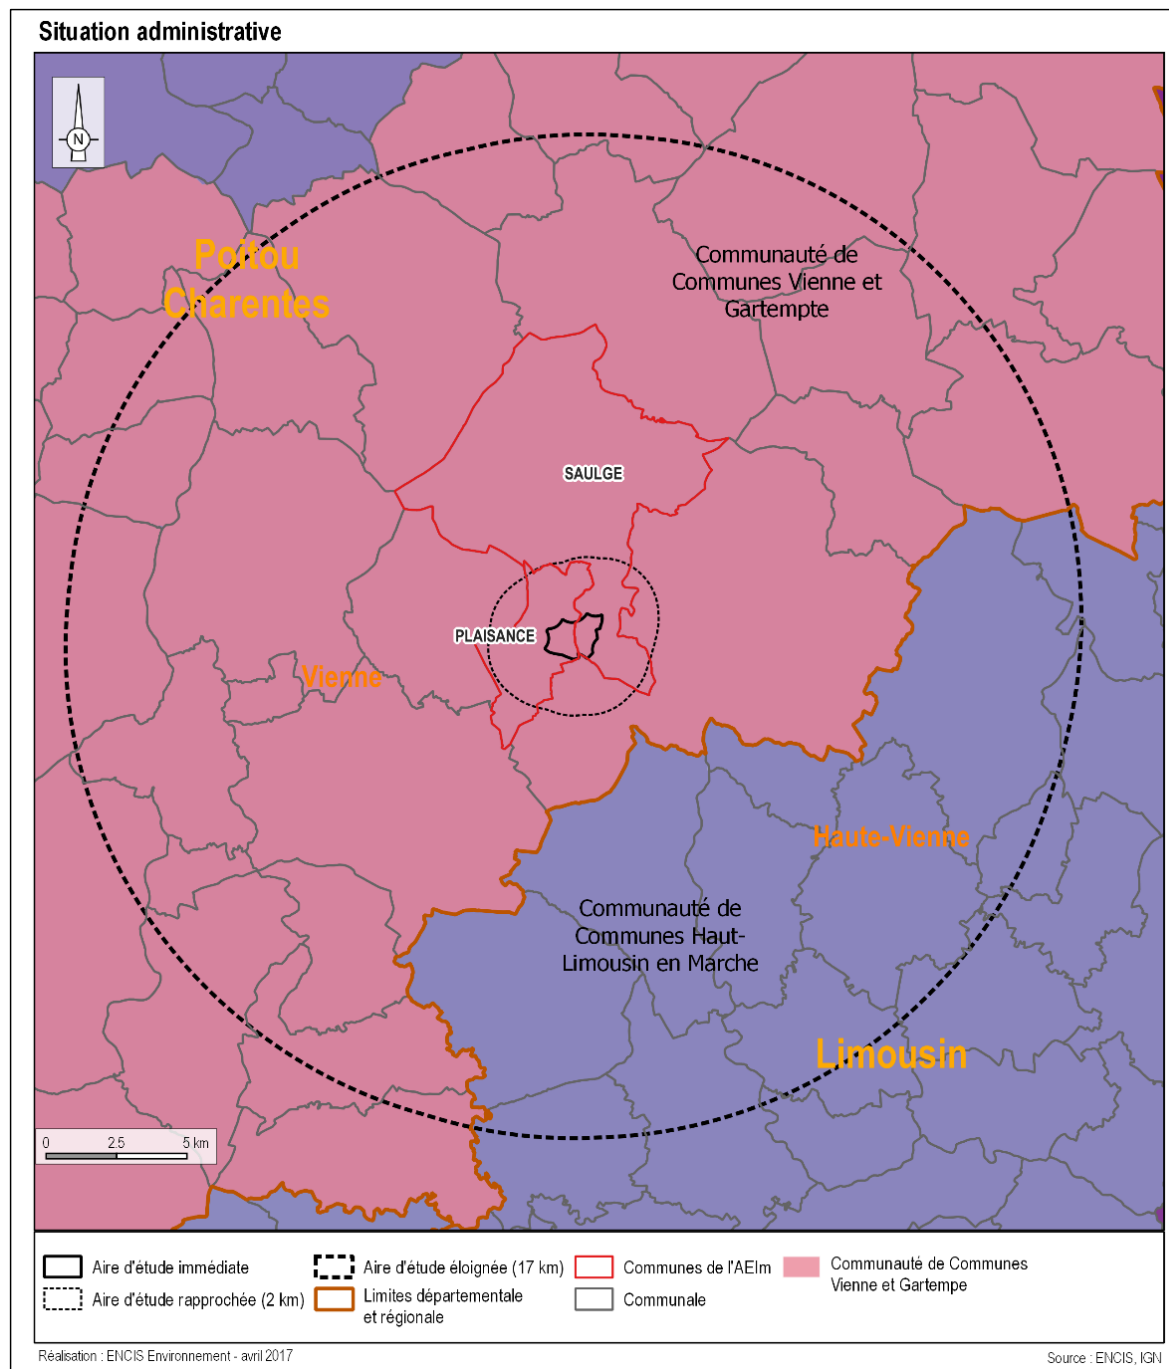 Situation administrative
N
Poitou
Charentes
Communauté de
Communes Vienne et
Gartempte
SAULGE
PLAISANCE
Vienne
Haute-Vienne
Communauté de
Communes Haut-
Limousin en Marche
Limousin
0 2.5 5 km
Aire d'étude immédiate
Aire d'étude rapprochée (2 km)
Aire d'étude éloignée (17 km)
Limites départementale
et régionale
Communes de l'AEIm
Communale
Communauté de Communes
Vienne et Gartempe
Réalisation : ENCIS Environnement - avril 2017
Source : ENCIS, IGN